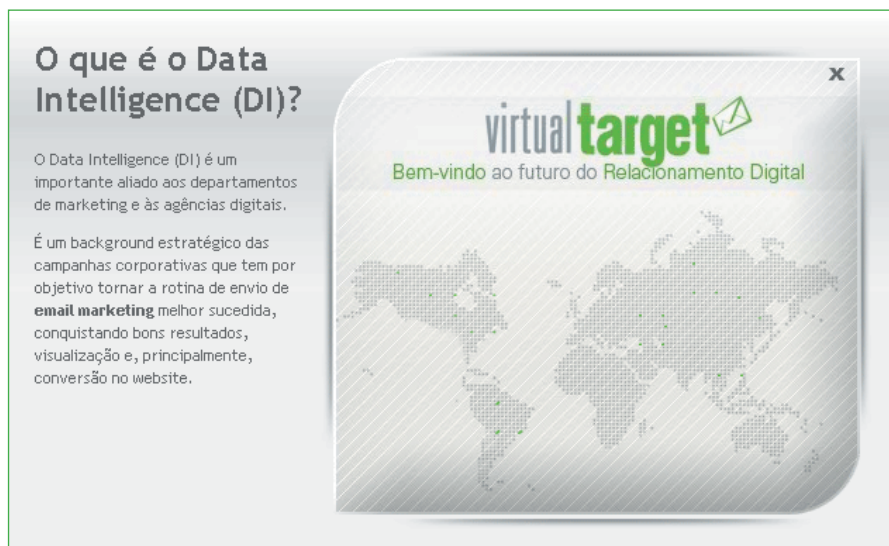 O que é o Data
Intelligence (DI)?
O Data Intelligence (DI) é um
importante aliado aos departamentos
de marketing e às agências digitais.
É um background estratégico das
campanhas corporativas que tem por
objetivo tornar a rotina de envio de
email marketing melhor sucedida,
conquistando bons resultados,
visualização e, principalmente,
conversão no website.
x
virtual target
Bem-vindo ao futuro do Relacionamento Digital